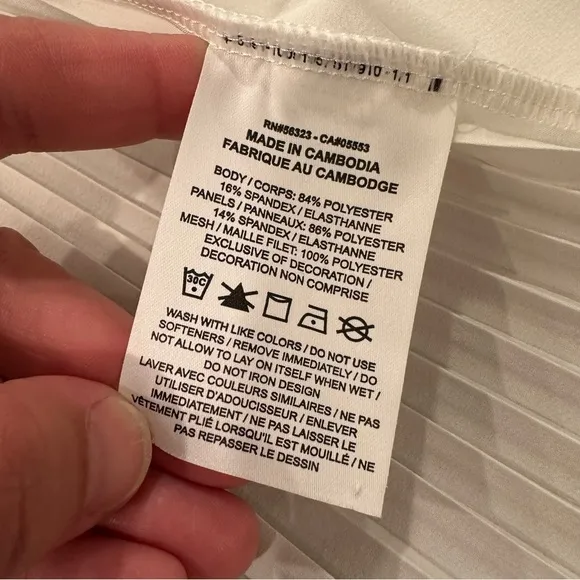 RN#56323 - CA#05553
MADE IN CAMBODIA
FABRIQUE AU CAMBODGE
BODY / CORPS: 84% POLYESTER
16% SPANDEX / ELASTHANNE
PANELS / PANNEAUX: 86% POLYESTER
14% SPANDEX / ELASTHANNE
MESH / MAILLE FILET: 100% POLYESTER
EXCLUSIVE OF DECORATION /
DECORATION NON COMPRISE
30C
WASH WITH LIKE COLORS / DO NOT USE
SOFTENERS / REMOVE IMMEDIATELY / DO
NOT ALLOW TO LAY ON ITSELF WHEN WET /
DO NOT IRON DESIGN
LAVER AVEC COULEURS SIMILAIRES / NE PAS
UTILISER D'ADOUCISSEUR / ENLEVER
IMMEDIATEMENT / NE PAS LAISSER LE
VÊTEMENT PLIÉ LORSQU'IL EST MOUILLÉ / NE
PAS REPASSER LE DESSIN